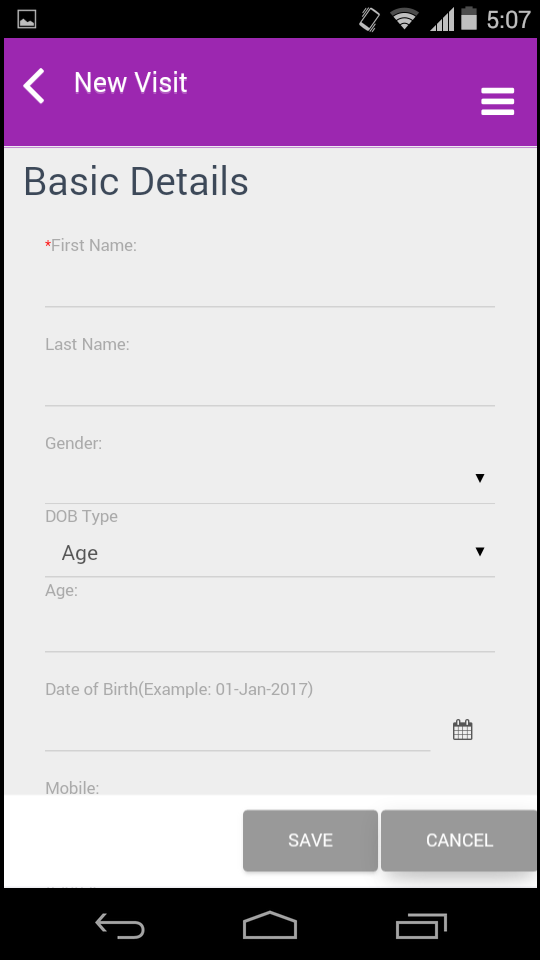 5:07
New Visit
Basic Details
*First Name:
Last Name:
Gender:
DOB Type
Age
Age:
Date of Birth(Example: 01-Jan-2017)
Mobile:
SAVE
CANCEL